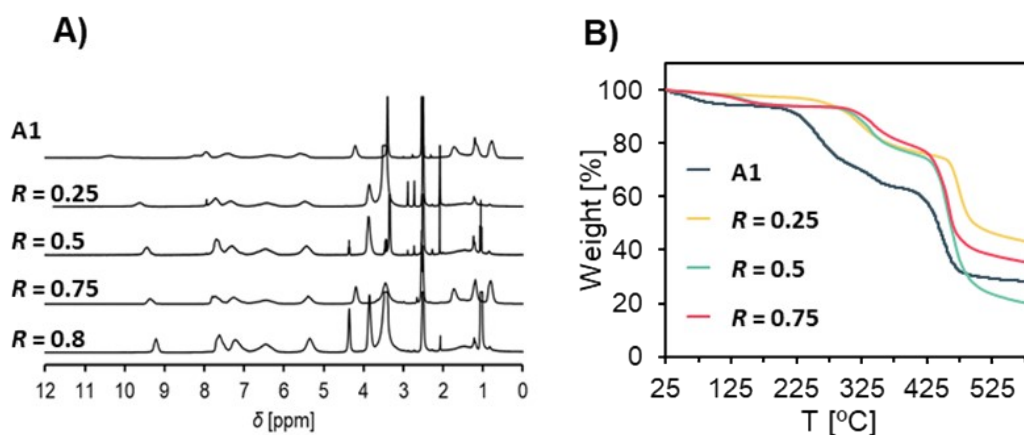 A)
A1
R = 0.25
R = 0.5
R = 0.75
R = 0.8
12 11 10 9 8 7 6 5 4 3 2 1 0
δ [ppm]
B)
Weight [%]
100
80
60
40
20
0
A1
R = 0.25
R = 0.5
R = 0.75
25 125 225 325 425 525
T [ºC]